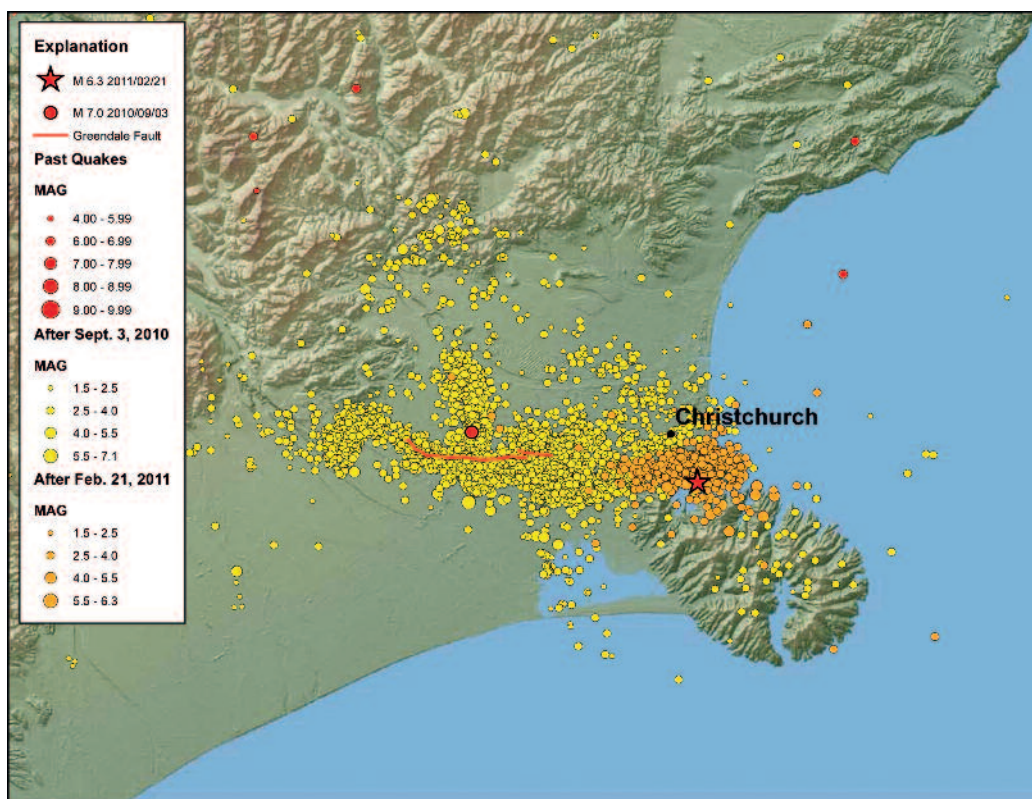 Explanation
M 6.3 2011/02/21
M 7.0 2010/09/03
Greendale Fault
Past Quakes
MAG
4.00 - 5.99
6.00 - 6.99
7.00 - 7.99
8.00 - 8.99
9.00 - 9.99
After Sept. 3, 2010
MAG
1.5 - 2.5
2.5 - 4.0
4.0 - 5.5
5.5 - 7.1
After Feb. 21, 2011
MAG
1.5 - 2.5
2.5 - 4.0
4.0 - 5.5
5.5 - 6.3
Christchurch